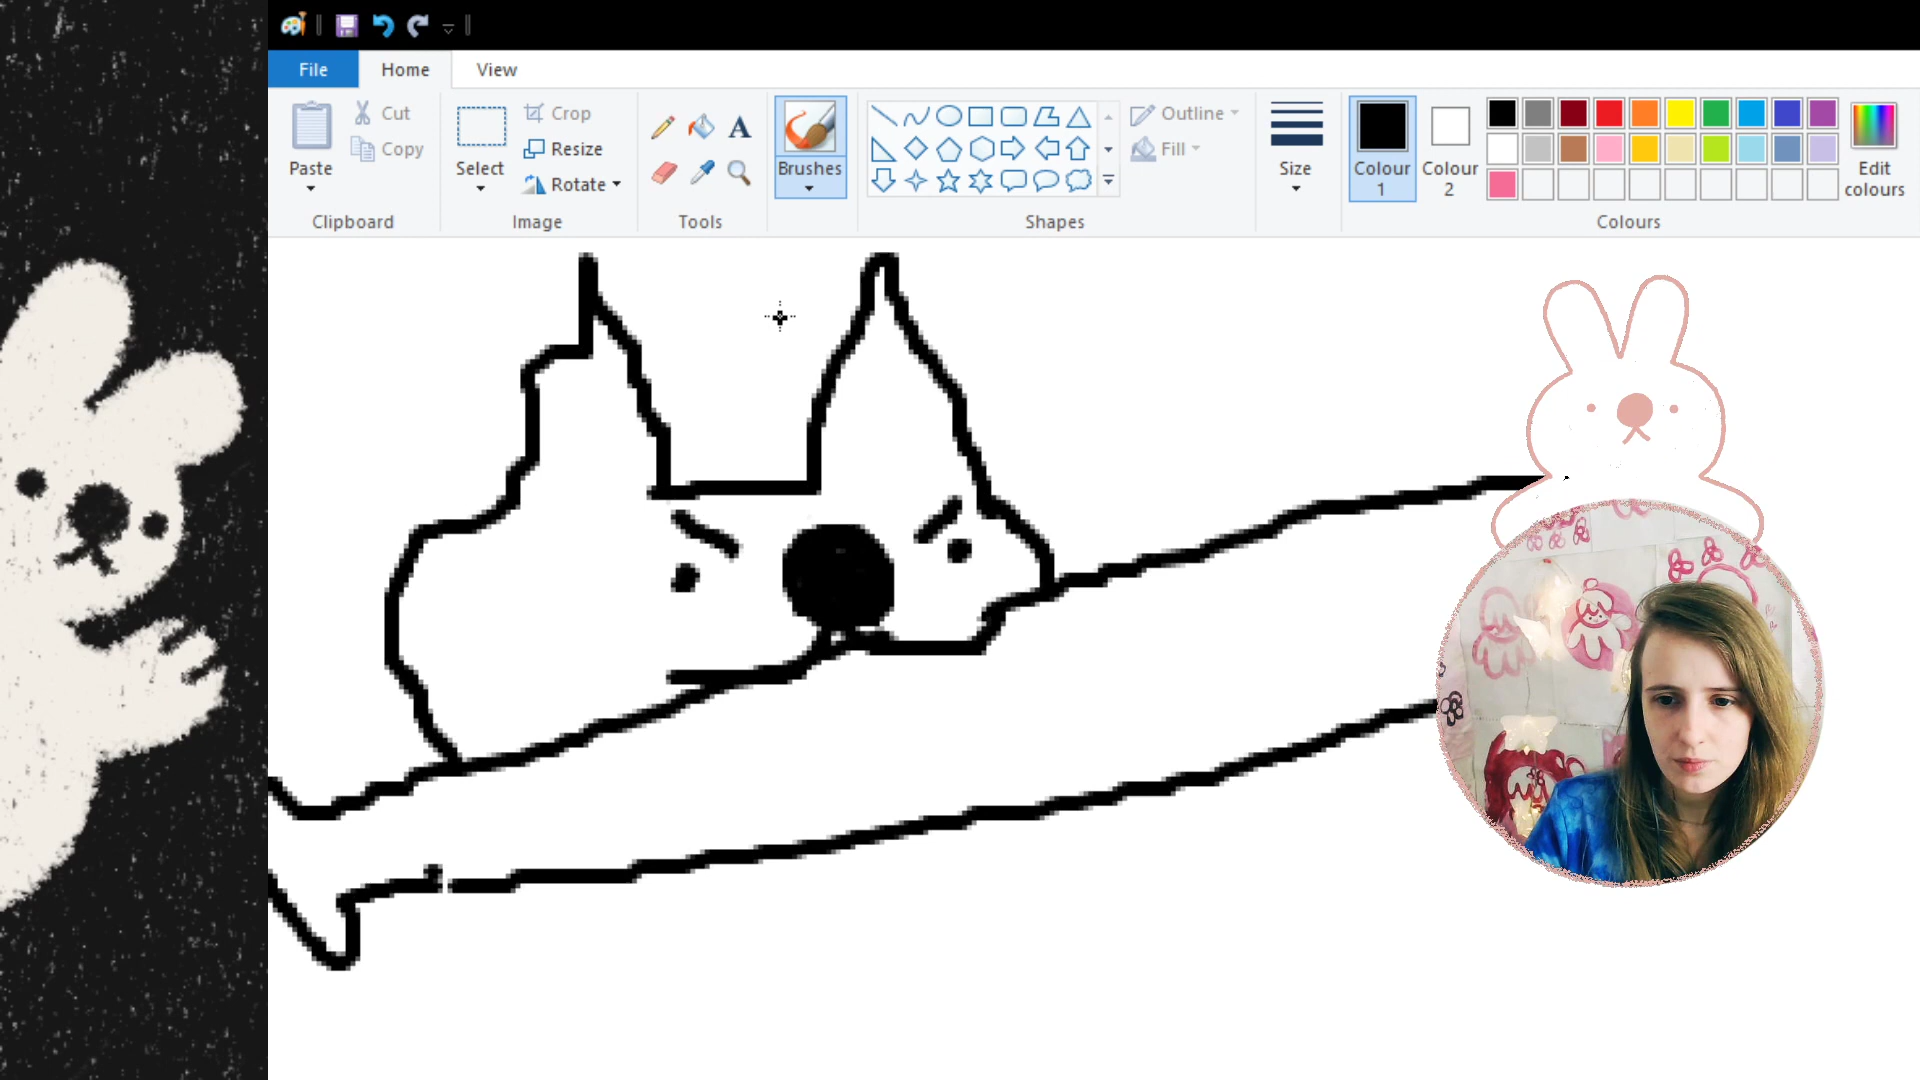 File Home View
Paste
Cut
Copy
Clipboard
Select
Crop
Resize
Rotate
Image
A
Tools
Brushes
Outline
Fill
Shapes
Size
Colour
1
Colour
2
Edit
colours
Colours